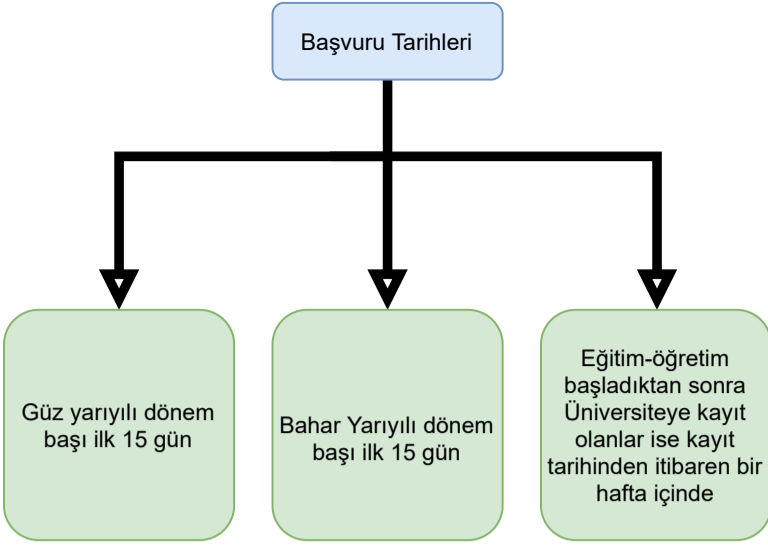 Başvuru Tarihleri
Güz yarıyılı dönem
başı ilk 15 gün
Bahar Yarıyılı dönem
başı ilk 15 gün
Eğitim-öğretim
başladıktan sonra
Üniversiteye kayıt
olanlar ise kayıt
tarihinden itibaren bir
hafta içinde